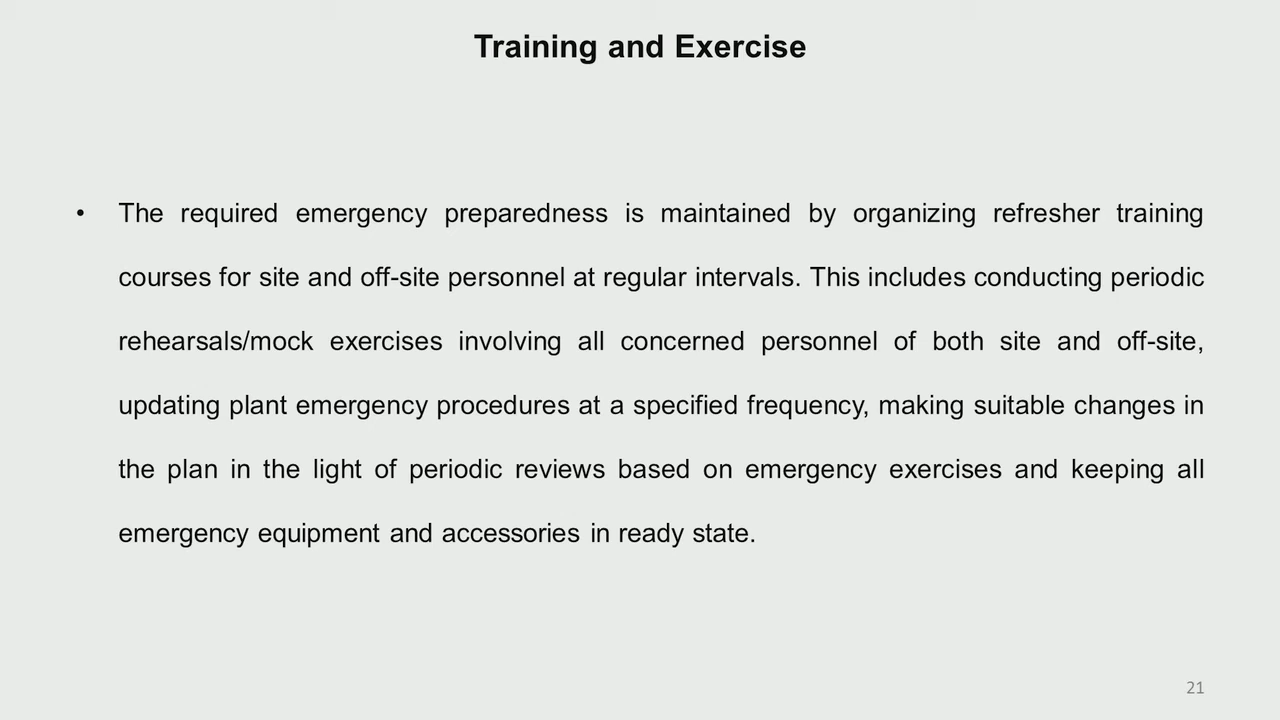 Training and Exercise
• The required emergency preparedness is maintained by organizing refresher training
courses for site and off-site personnel at regular intervals. This includes conducting periodic
rehearsals/mock exercises involving all concerned personnel of both site and off-site,
updating plant emergency procedures at a specified frequency, making suitable changes in
the plan in the light of periodic reviews based on emergency exercises and keeping all
emergency equipment and accessories in ready state.
21